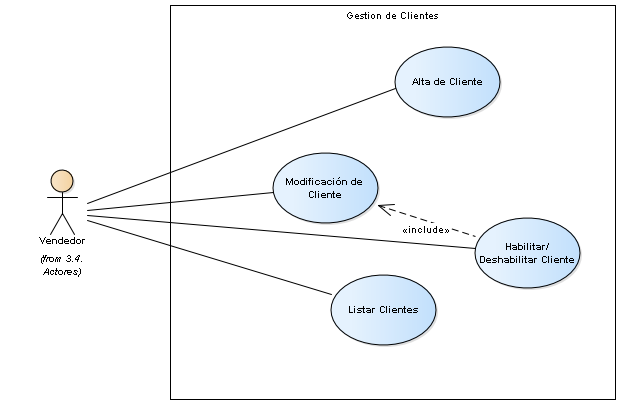 Gestion de Clientes
Alta de Cliente
Modificación de
Cliente
«include»
Habilitar/
Deshabilitar Cliente
Listar Clientes
Vendedor
(from 3.4.
Actores)